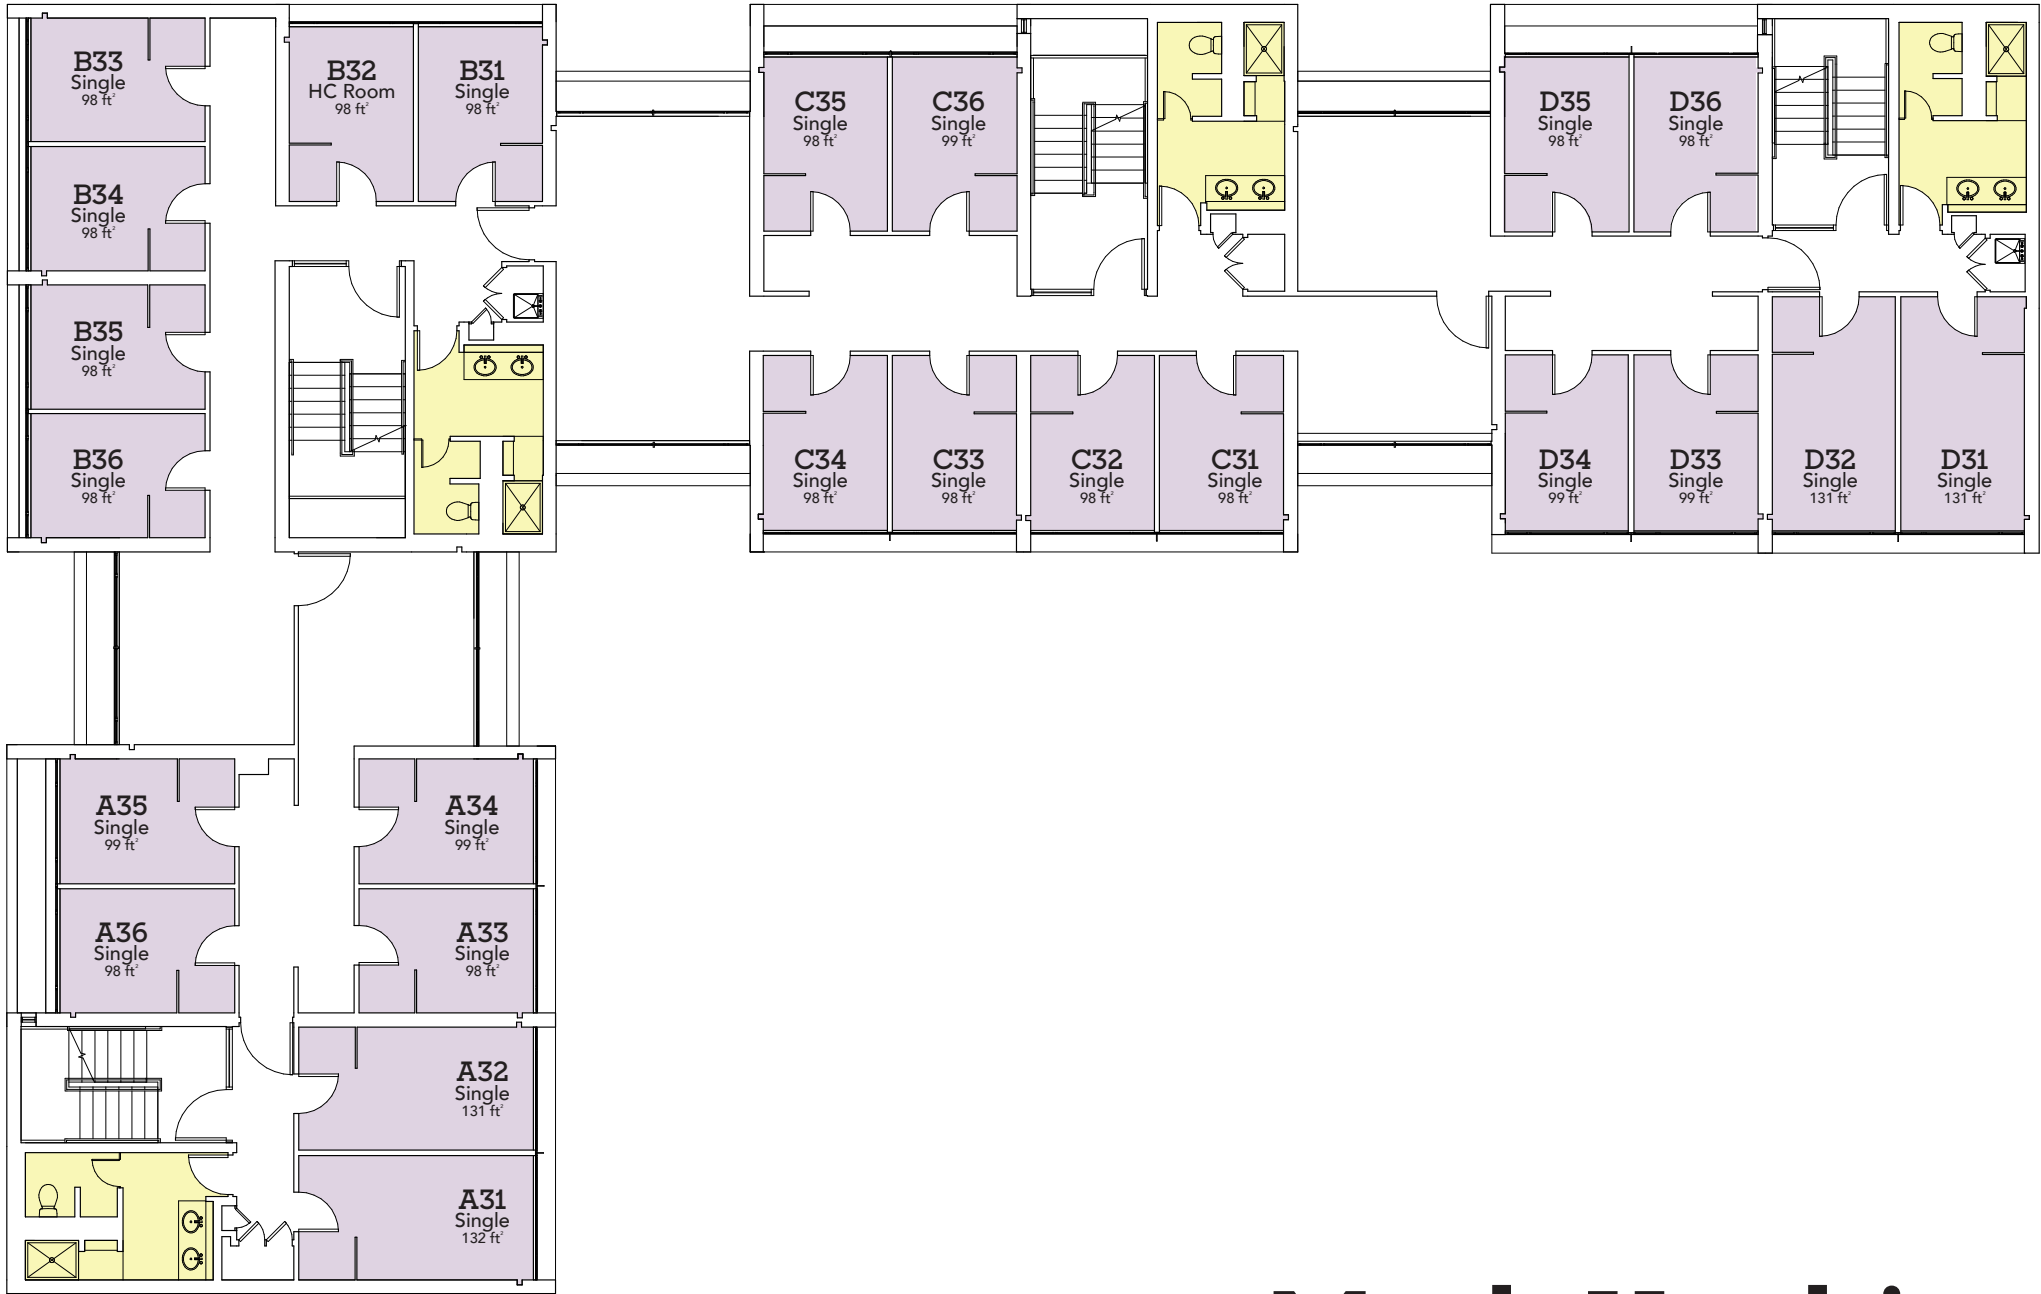 B33
Single
98 ft²
B32
HC Room
98 ft²
B31
Single
98 ft²
C35
Single
98 ft²
C36
Single
99 ft²
D35
Single
98 ft²
D36
Single
98 ft²
B34
Single
98 ft²
B35
Single
98 ft²
B36
Single
98 ft²
C34
Single
98 ft²
C33
Single
98 ft²
C32
Single
98 ft²
C31
Single
98 ft²
D34
Single
99 ft²
D33
Single
99 ft²
D32
Single
131 ft²
D31
Single
131 ft²
A35
Single
99 ft²
A34
Single
99 ft²
A36
Single
98 ft²
A33
Single
98 ft²
A32
Single
131 ft²
A31
Single
132 ft²